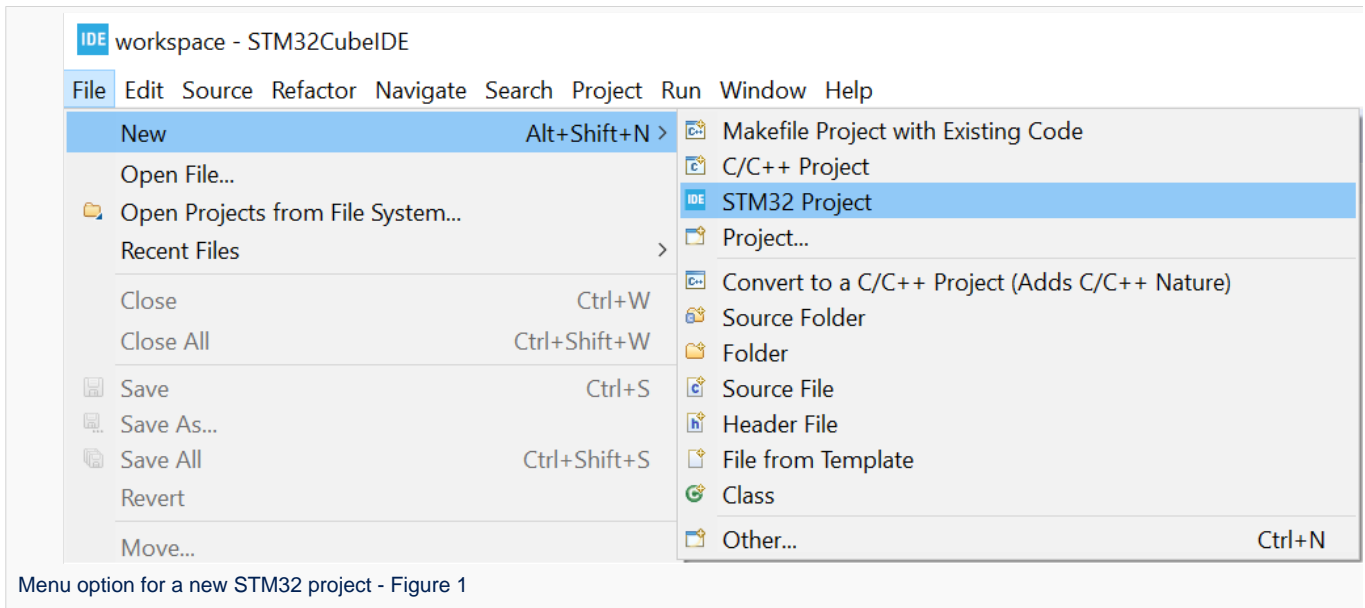 IDE workspace - STM32CubeIDE
File Edit Source Refactor Navigate Search Project Run Window Help
New Alt+Shift+N >
Open File...
Open Projects from File System...
Recent Files >
Close Ctrl+W
Close All Ctrl+Shift+W
Save Ctrl+S
Save As...
Save All Ctrl+Shift+S
Revert
Move...
Makefile Project with Existing Code
C/C++ Project
IDE STM32 Project
Project...
Convert to a C/C++ Project (Adds C/C++ Nature)
Source Folder
Folder
Source File
Header File
File from Template
Class
Other... Ctrl+N
Menu option for a new STM32 project - Figure 1